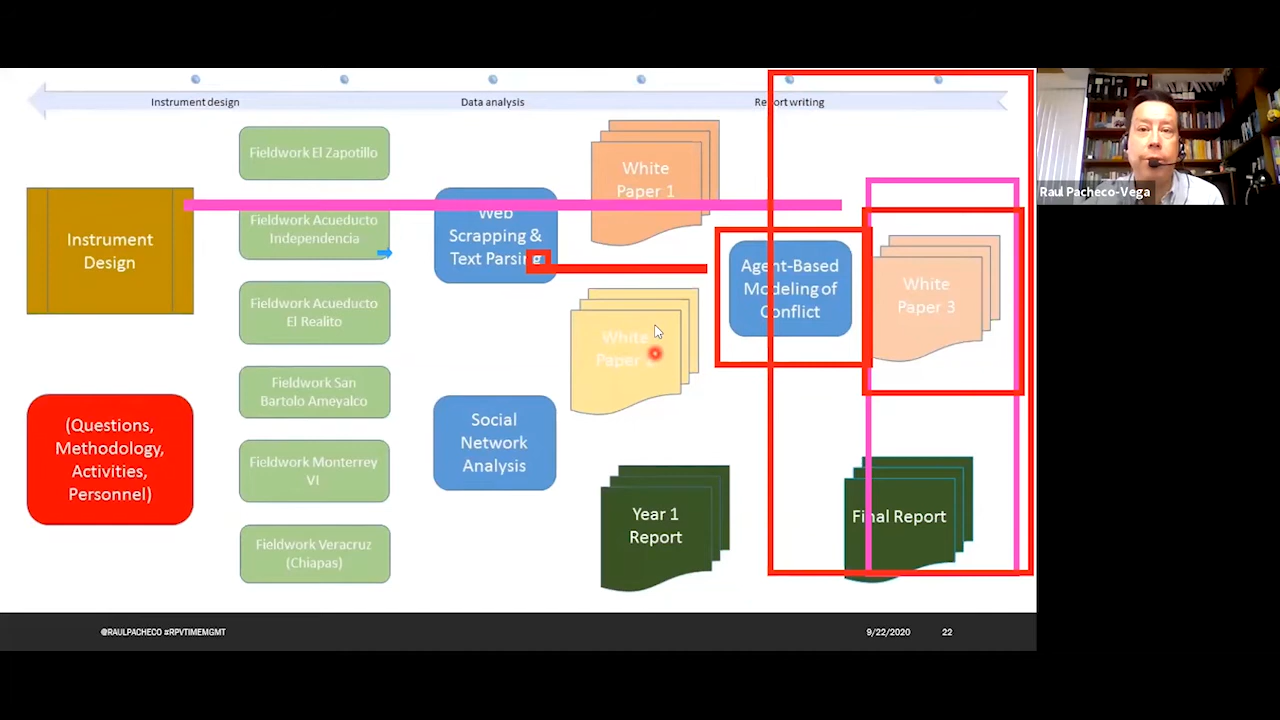 Instrument design
Data analysis
Report writing
Instrument
Design
(Questions,
Methodology,
Activities,
Personnel)
Fieldwork El Zapotillo
Fieldwork Acueducto
Independencia
Fieldwork Acueducto
El Realito
Fieldwork San
Bartolo Ameyalco
Fieldwork Monterrey
VI
Fieldwork Veracruz
(Chiapas)
Web
Scrapping &
Text Parsing
Social
Network
Analysis
White
Paper 1
White
Paper
Year 1
Report
Agent-Based
Modeling of
Conflict
White
Paper 3
Final Report
@RAULPACHECO #RPVTIMEMGMT
9/22/2020
22
Raul Pacheco-Vega